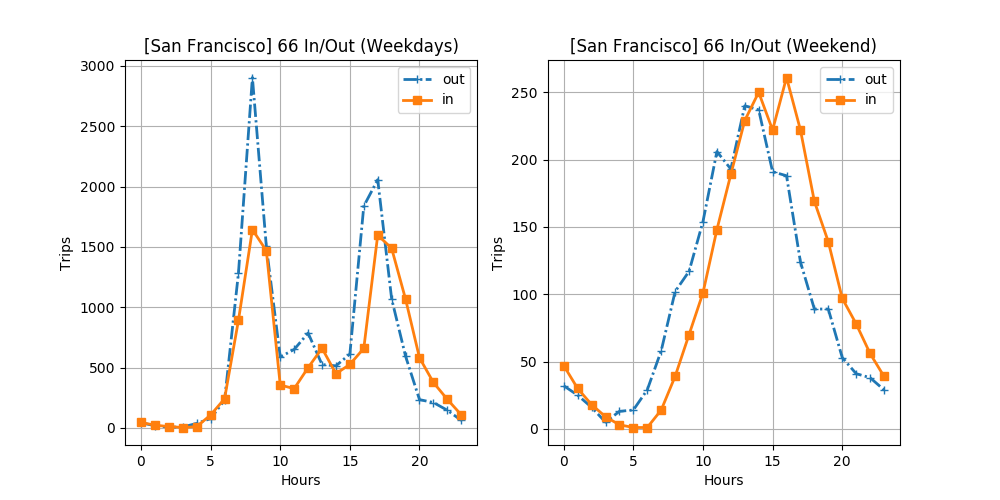 [San Francisco] 66 In/Out (Weekdays)
3000
2500
2000
1500
1000
500
0
Trips
0 5 10 15 20
Hours
out
in
[San Francisco] 66 In/Out (Weekend)
250
200
150
100
50
0
Trips
0 5 10 15 20
Hours
out
in